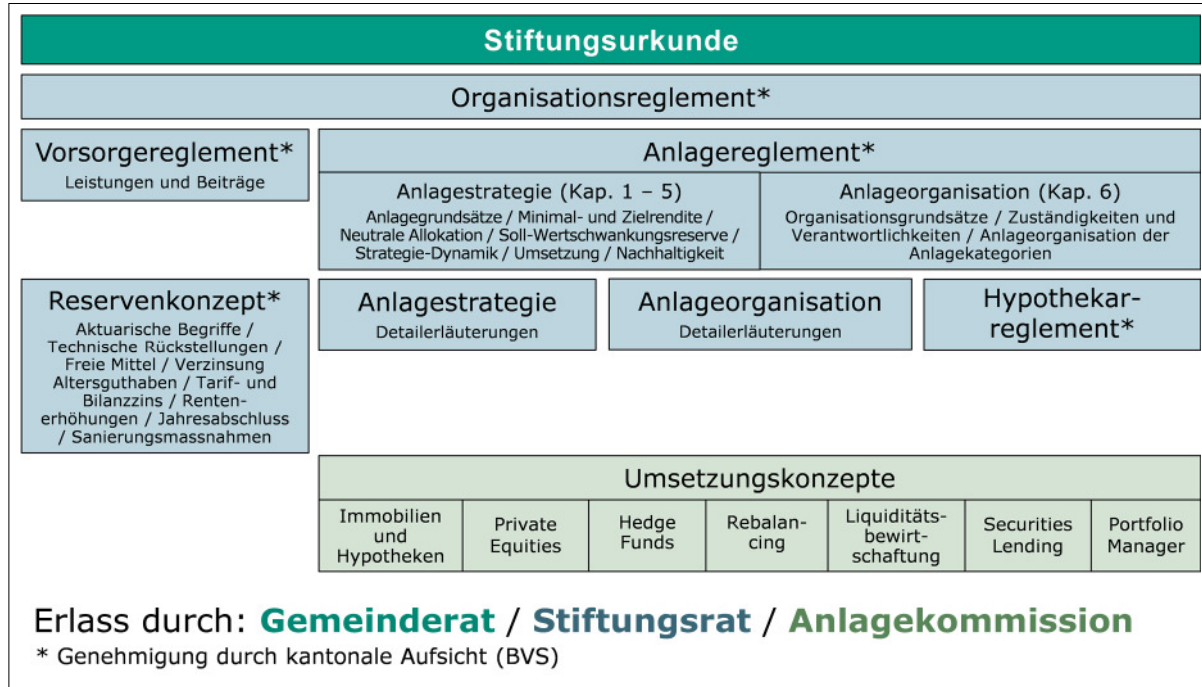 Stiftungsurkunde
Organisationsreglement*
Vorsorgereglement*
Leistungen und Beiträge
Anlagereglement*
Anlagestrategie (Kap. 1 – 5)
Anlagegrundsätze / Minimal- und Zielrendite /
Neutrale Allokation / Soll-Wertschwankungsreserve /
Strategie-Dynamik / Umsetzung / Nachhaltigkeit
Anlageorganisation (Kap. 6)
Organisationsgrundsätze / Zuständigkeiten und
Verantwortlichkeiten / Anlageorganisation der
Anlagekategorien
Reservenkonzept*
Aktuarische Begriffe /
Technische Rückstellungen /
Freie Mittel / Verzinsung
Altersguthaben / Tarif- und
Bilanzzins / Renten-
erhöhungen / Jahresabschluss
/ Sanierungsmassnahmen
Anlagestrategie
Detailerläuterungen
Anlageorganisation
Detailerläuterungen
Hypothekar-
reglement*
Umsetzungskonzepte
Immobilien
und
Hypotheken
Private
Equities
Hedge
Funds
Rebalan-
cing
Liquiditäts-
bewirt-
schaftung
Securities
Lending
Portfolio
Manager
Erlass durch: Gemeinderat / Stiftungsrat / Anlagekommission
* Genehmigung durch kantonale Aufsicht (BVS)